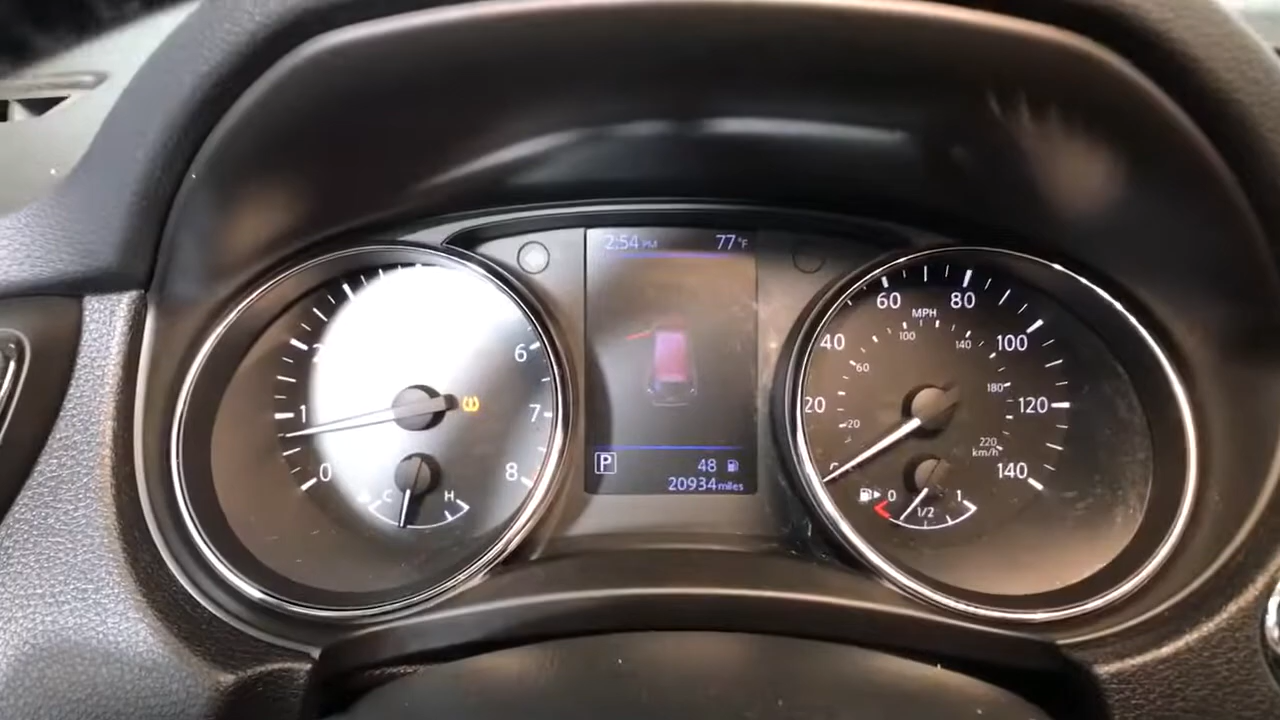 2:54 PM 77°F
2
1
0
6
7
8
C H
P
48
20934 miles
MPH
20 40 60 80 100 120 140
20 60 100 140 180 220
km/h
0 1/2 1